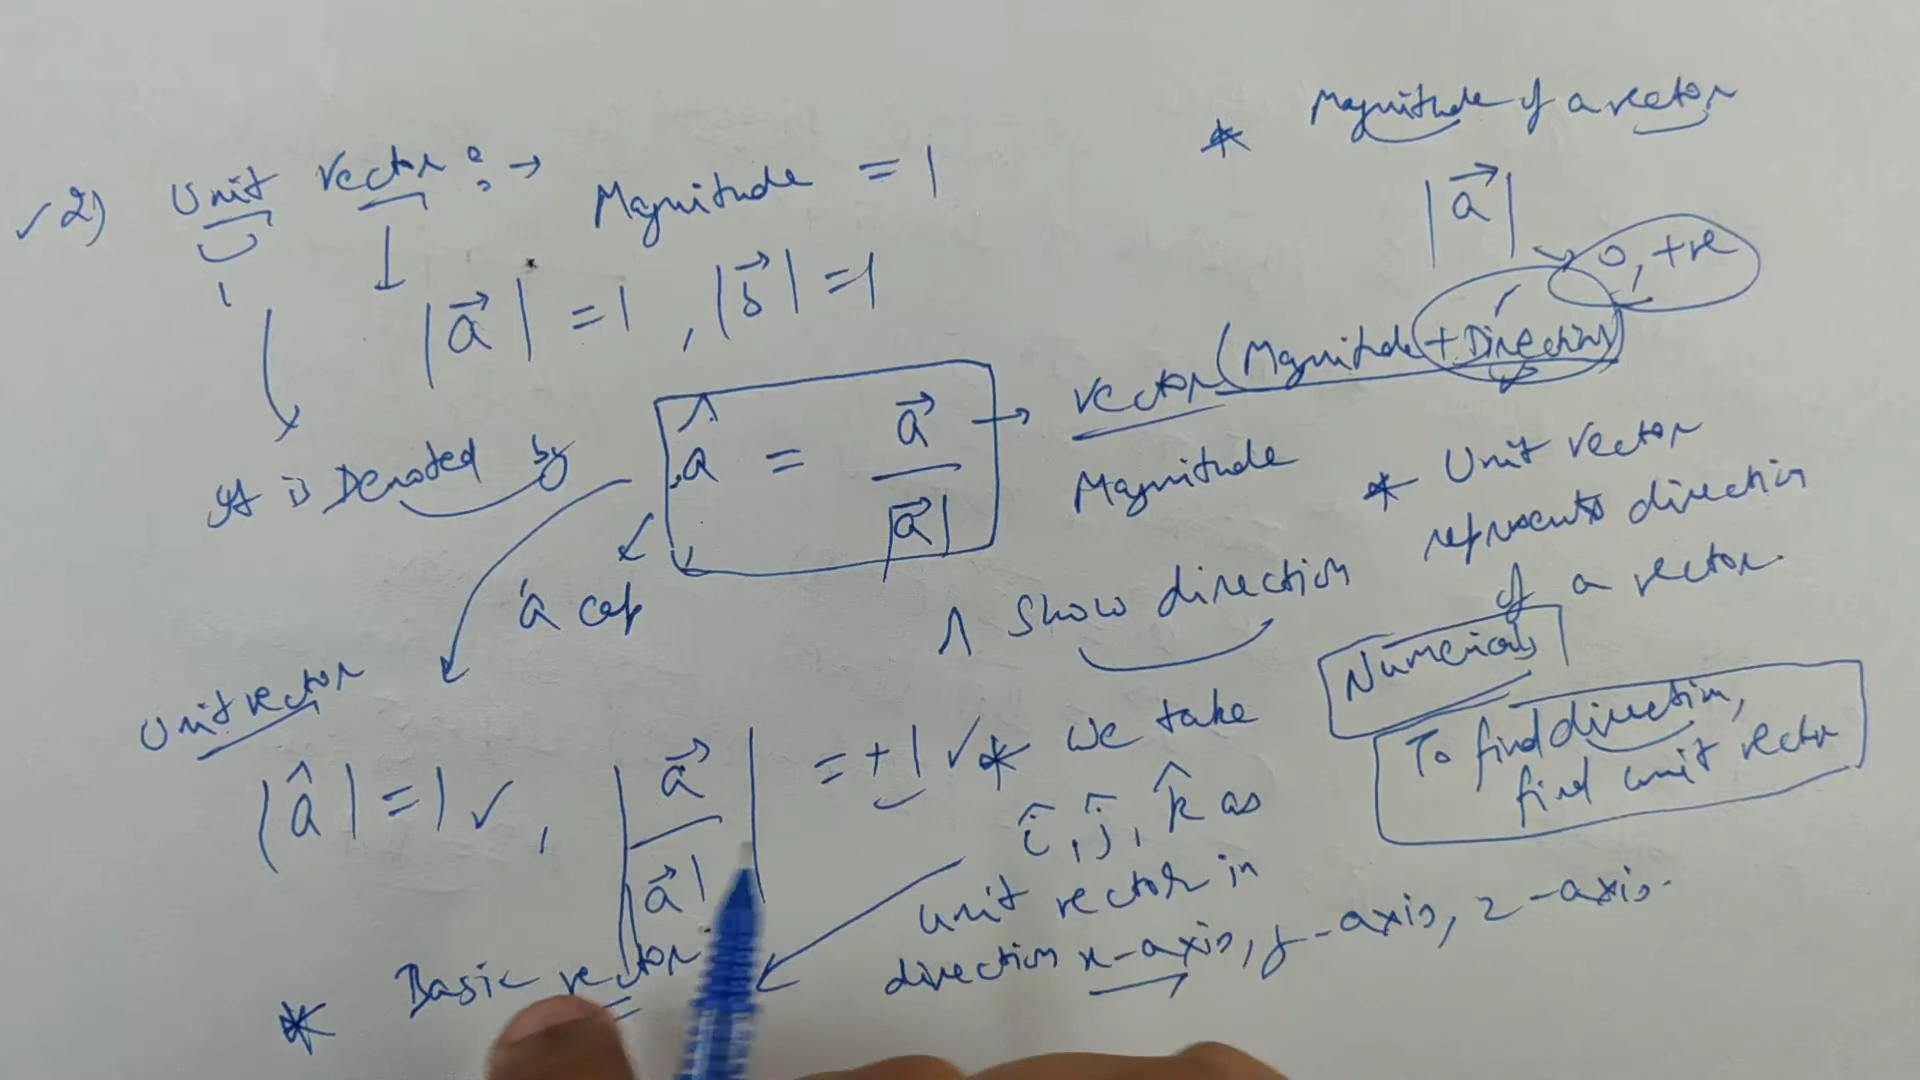 * Magnitude of a vector
|a⃗|
0, +ve
✓2) Unit Vector :→ Magnitude = 1
|a⃗| = 1 , |b⃗| = 1
It is Denoted by
â = a⃗ / |a⃗| → vector (Magnitude + Direction) / Magnitude
a cap
∧ Show direction
* Unit Vector
represents direction
of a vector
Numericals
To find direction,
find unit vector
Unit vector
|â| = 1 ✓ , | a⃗ / |a⃗| | = +1 ✓
* We take
î, ĵ, k̂ as
unit vector in
direction x-axis, y-axis, z-axis.
* Basic vector